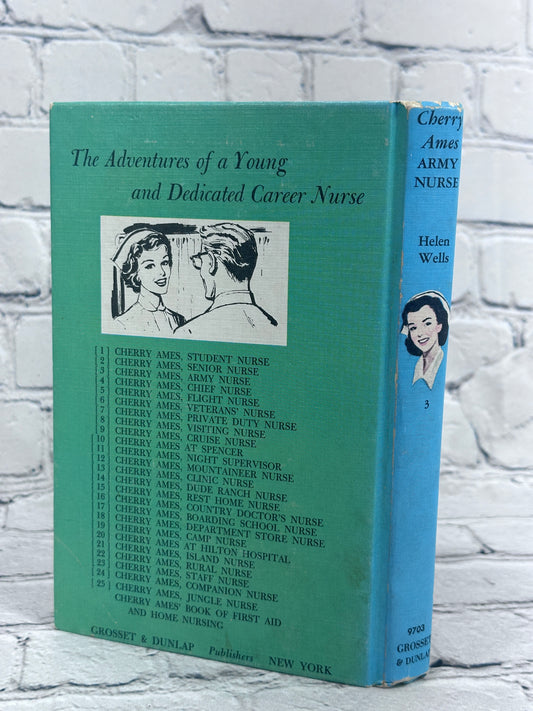 The Adventures of a Young
and Dedicated Career Nurse
[ 1 ] CHERRY AMES, STUDENT NURSE
[ 2 ] CHERRY AMES, SENIOR NURSE
[ 3 ] CHERRY AMES, ARMY NURSE
[ 4 ] CHERRY AMES, CHIEF NURSE
[ 5 ] CHERRY AMES, FLIGHT NURSE
[ 6 ] CHERRY AMES, VETERANS' NURSE
[ 7 ] CHERRY AMES, PRIVATE DUTY NURSE
[ 8 ] CHERRY AMES, VISITING NURSE
[ 9 ] CHERRY AMES, CRUISE NURSE
[10] CHERRY AMES AT SPENCER
[11] CHERRY AMES, NIGHT SUPERVISOR
[12] CHERRY AMES, MOUNTAINEER NURSE
[13] CHERRY AMES, CLINIC NURSE
[14] CHERRY AMES, DUDE RANCH NURSE
[15] CHERRY AMES, REST HOME NURSE
[16] CHERRY AMES, COUNTRY DOCTOR'S NURSE
[17] CHERRY AMES, BOARDING SCHOOL NURSE
[18] CHERRY AMES, DEPARTMENT STORE NURSE
[19] CHERRY AMES, CAMP NURSE
[20] CHERRY AMES AT HILTON HOSPITAL
[21] CHERRY AMES, ISLAND NURSE
[22] CHERRY AMES, RURAL NURSE
[23] CHERRY AMES, STAFF NURSE
[24] CHERRY AMES, COMPANION NURSE
[25] CHERRY AMES, JUNGLE NURSE
CHERRY AMES' BOOK OF FIRST AID
AND HOME NURSING
GROSSET & DUNLAP Publishers NEW YORK
Cherry
Ames
ARMY
NURSE
Helen
Wells
3
9703
GROSSET
& DUNLAP